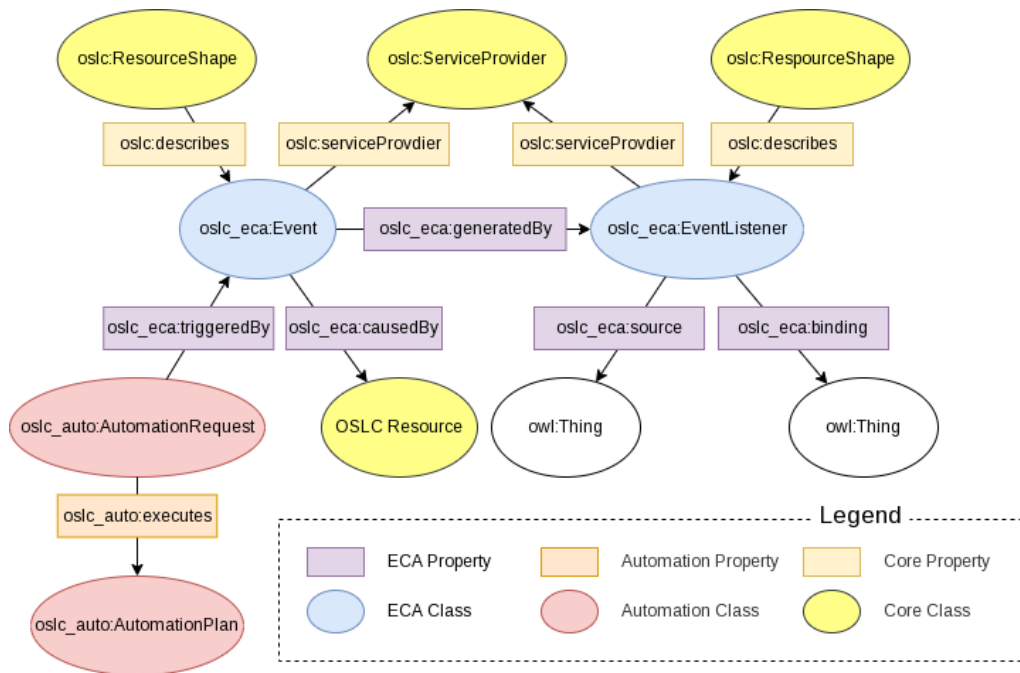 oslc:ResourceShape
oslc:ServiceProvider
oslc:RespourceShape
oslc:describes
oslc:serviceProvdier
oslc:serviceProvdier
oslc:describes
oslc_eca:Event
oslc_eca:generatedBy
oslc_eca:EventListener
oslc_eca:triggeredBy
oslc_eca:causedBy
oslc_eca:source
oslc_eca:binding
oslc_auto:AutomationRequest
OSLC Resource
owl:Thing
owl:Thing
oslc_auto:executes
oslc_auto:AutomationPlan
Legend
ECA Property
Automation Property
Core Property
ECA Class
Automation Class
Core Class